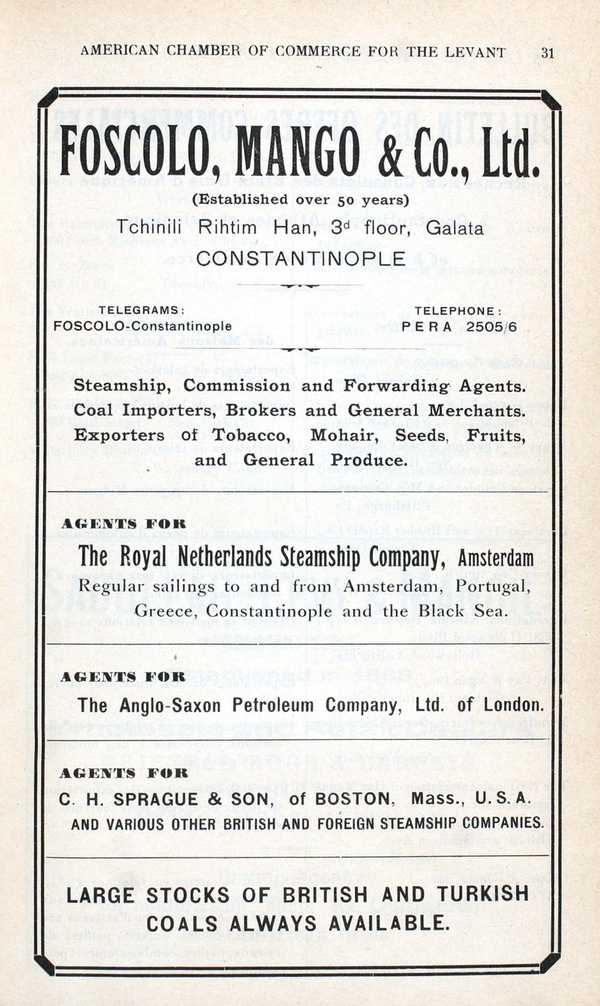 AMERICAN CHAMBER OF COMMERCE FOR THE LEVANT 31
FOSCOLO, MANGO & Co., Ltd.
(Established over 50 years)
Tchinili Rihtim Han, 3d floor, Galata
CONSTANTINOPLE
TELEGRAMS:
FOSCOLO-Constantinople
TELEPHONE:
PERA 2505/6
Steamship, Commission and Forwarding Agents.
Coal Importers, Brokers and General Merchants.
Exporters of Tobacco, Mohair, Seeds, Fruits,
and General Produce.
AGENTS FOR
The Royal Netherlands Steamship Company, Amsterdam
Regular sailings to and from Amsterdam, Portugal,
Greece, Constantinople and the Black Sea.
AGENTS FOR
The Anglo-Saxon Petroleum Company, Ltd. of London.
AGENTS FOR
C. H. SPRAGUE & SON, of BOSTON, Mass., U.S.A.
AND VARIOUS OTHER BRITISH AND FOREIGN STEAMSHIP COMPANIES.
LARGE STOCKS OF BRITISH AND TURKISH
COALS ALWAYS AVAILABLE.